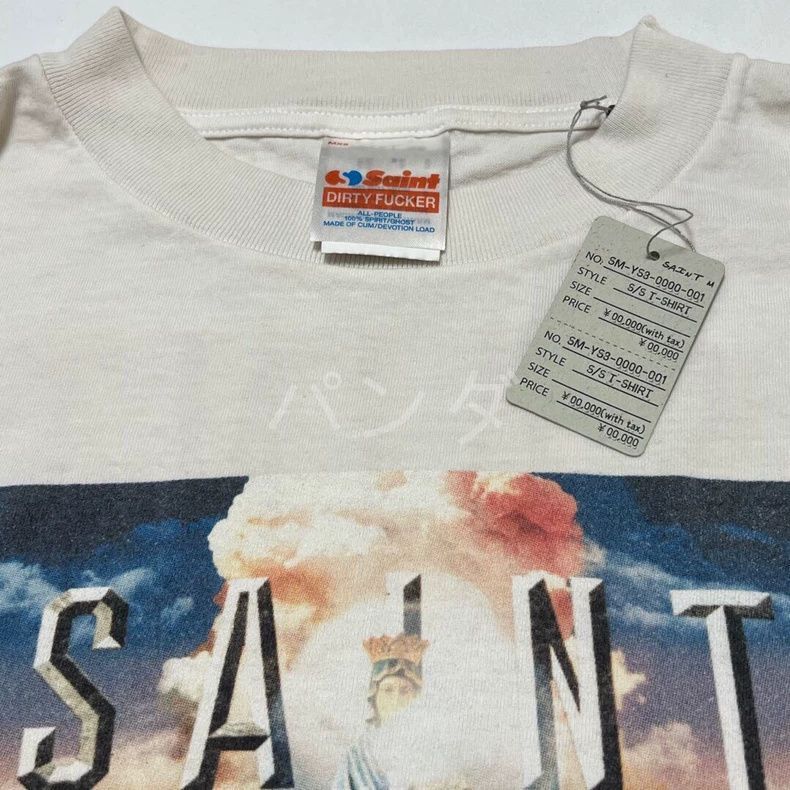 MXS
Saint
DIRTY FUCKER
ALL-PEOPLE
100% SPIRIT/GHOST
MADE OF CUM/DEVOTION LOAD
SAINT M
NO. SM-YS3-0000-001
STYLE S/S T-SHIRT
SIZE
PRICE ¥00,000(with tax)
¥00,000
NO. SM-YS3-0000-001
STYLE S/S T-SHIRT
SIZE
PRICE ¥00,000(with tax)
¥00,000
パンダ
SAINT